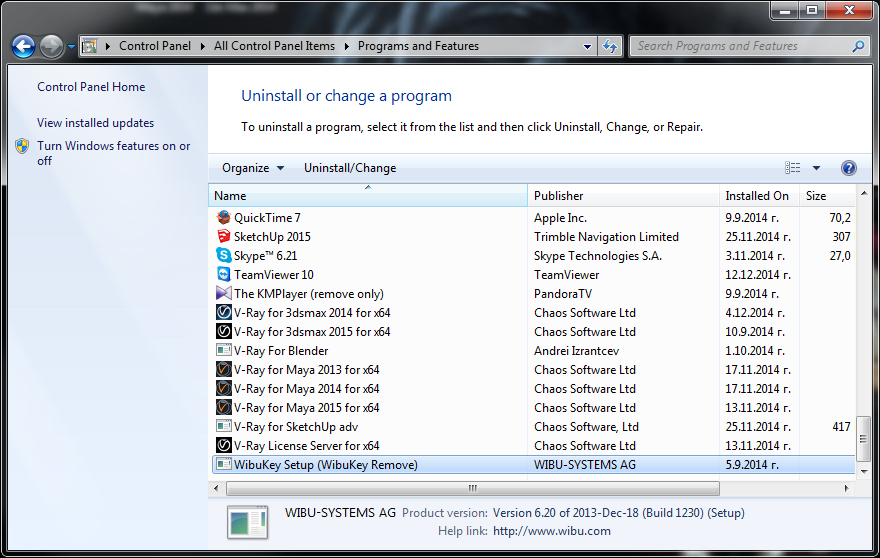 Control Panel ▸ All Control Panel Items ▸ Programs and Features
Search Programs and Features
Control Panel Home
View installed updates
Turn Windows features on or
off
Uninstall or change a program
To uninstall a program, select it from the list and then click Uninstall, Change, or Repair.
Organize Uninstall/Change
Name Publisher Installed On Size
QuickTime 7 Apple Inc. 9.9.2014 г. 70,2
SketchUp 2015 Trimble Navigation Limited 25.11.2014 г. 307
Skype™ 6.21 Skype Technologies S.A. 3.11.2014 г. 27,0
TeamViewer 10 TeamViewer 12.12.2014 г.
The KMPlayer (remove only) PandoraTV 9.9.2014 г.
V-Ray for 3dsmax 2014 for x64 Chaos Software Ltd 4.12.2014 г.
V-Ray for 3dsmax 2015 for x64 Chaos Software Ltd 10.9.2014 г.
V-Ray For Blender Andrei Izrantcev 1.10.2014 г.
V-Ray for Maya 2013 for x64 Chaos Software Ltd 17.11.2014 г.
V-Ray for Maya 2014 for x64 Chaos Software Ltd 17.11.2014 г.
V-Ray for Maya 2015 for x64 Chaos Software Ltd 13.11.2014 г.
V-Ray for SketchUp adv Chaos Software, Ltd 25.11.2014 г. 417
V-Ray License Server for x64 Chaos Software Ltd 13.11.2014 г.
WibuKey Setup (WibuKey Remove) WIBU-SYSTEMS AG 5.9.2014 г.
WIBU-SYSTEMS AG Product version: Version 6.20 of 2013-Dec-18 (Build 1230) (Setup)
Help link: http://www.wibu.com